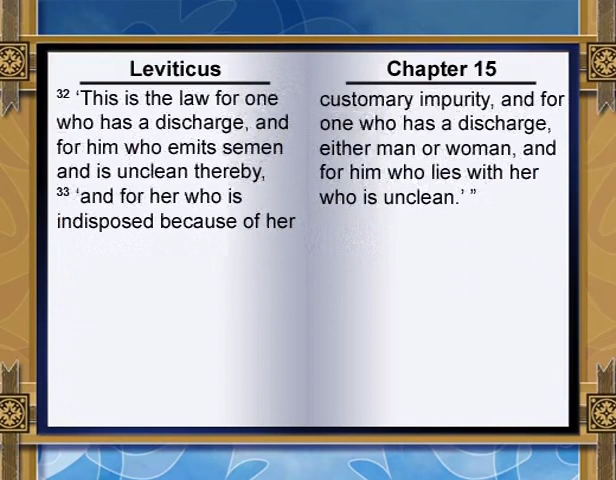 Leviticus
32 ‘This is the law for one
who has a discharge, and
for him who emits semen
and is unclean thereby,
33 ‘and for her who is
indisposed because of her
Chapter 15
customary impurity, and for
one who has a discharge,
either man or woman, and
for him who lies with her
who is unclean.’ ”